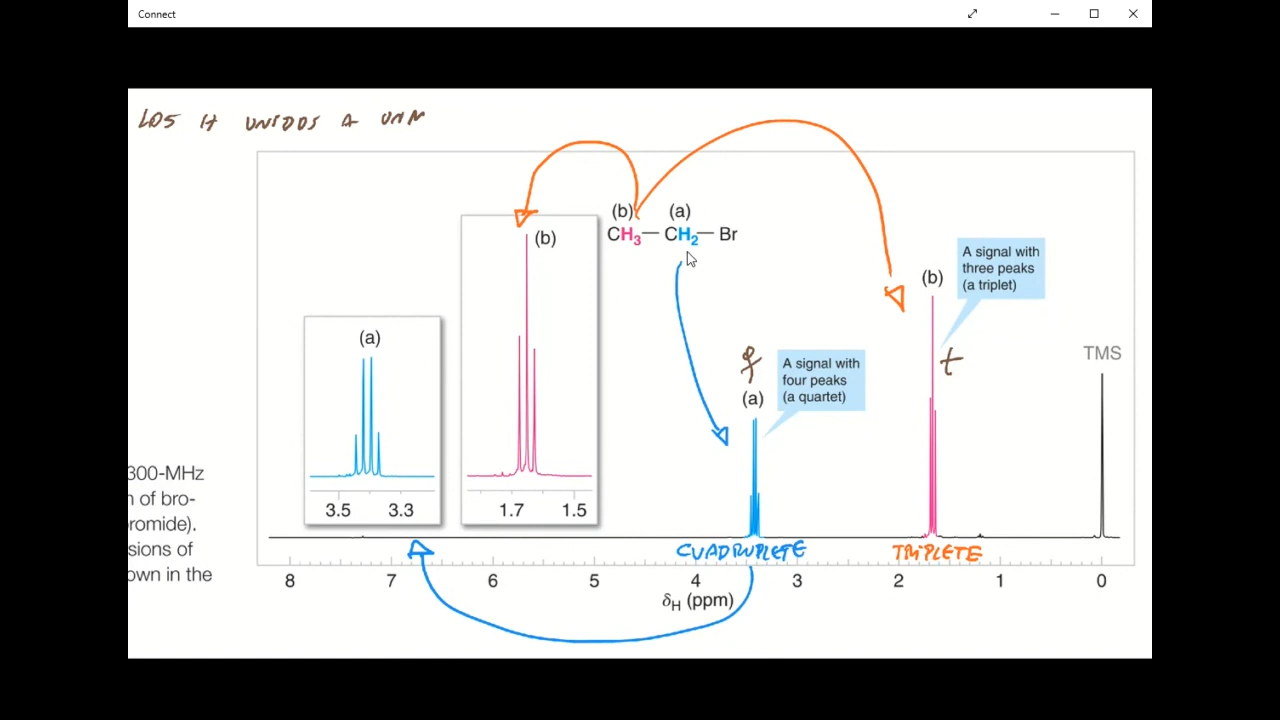 Connect
LOS H UNIDOS A UNA
(b) (a)
CH3—CH2—Br
(b)
A signal with
three peaks
(a triplet)
(b)
(a)
TMS
t
q
A signal with
four peaks
(a quartet)
(a)
300-MHz
n of bro-
romide).
sions of
own in the
3.5 3.3
1.7 1.5
CUADRUPLETE
TRIPLETE
8 7 6 5 4 3 2 1 0
δH (ppm)